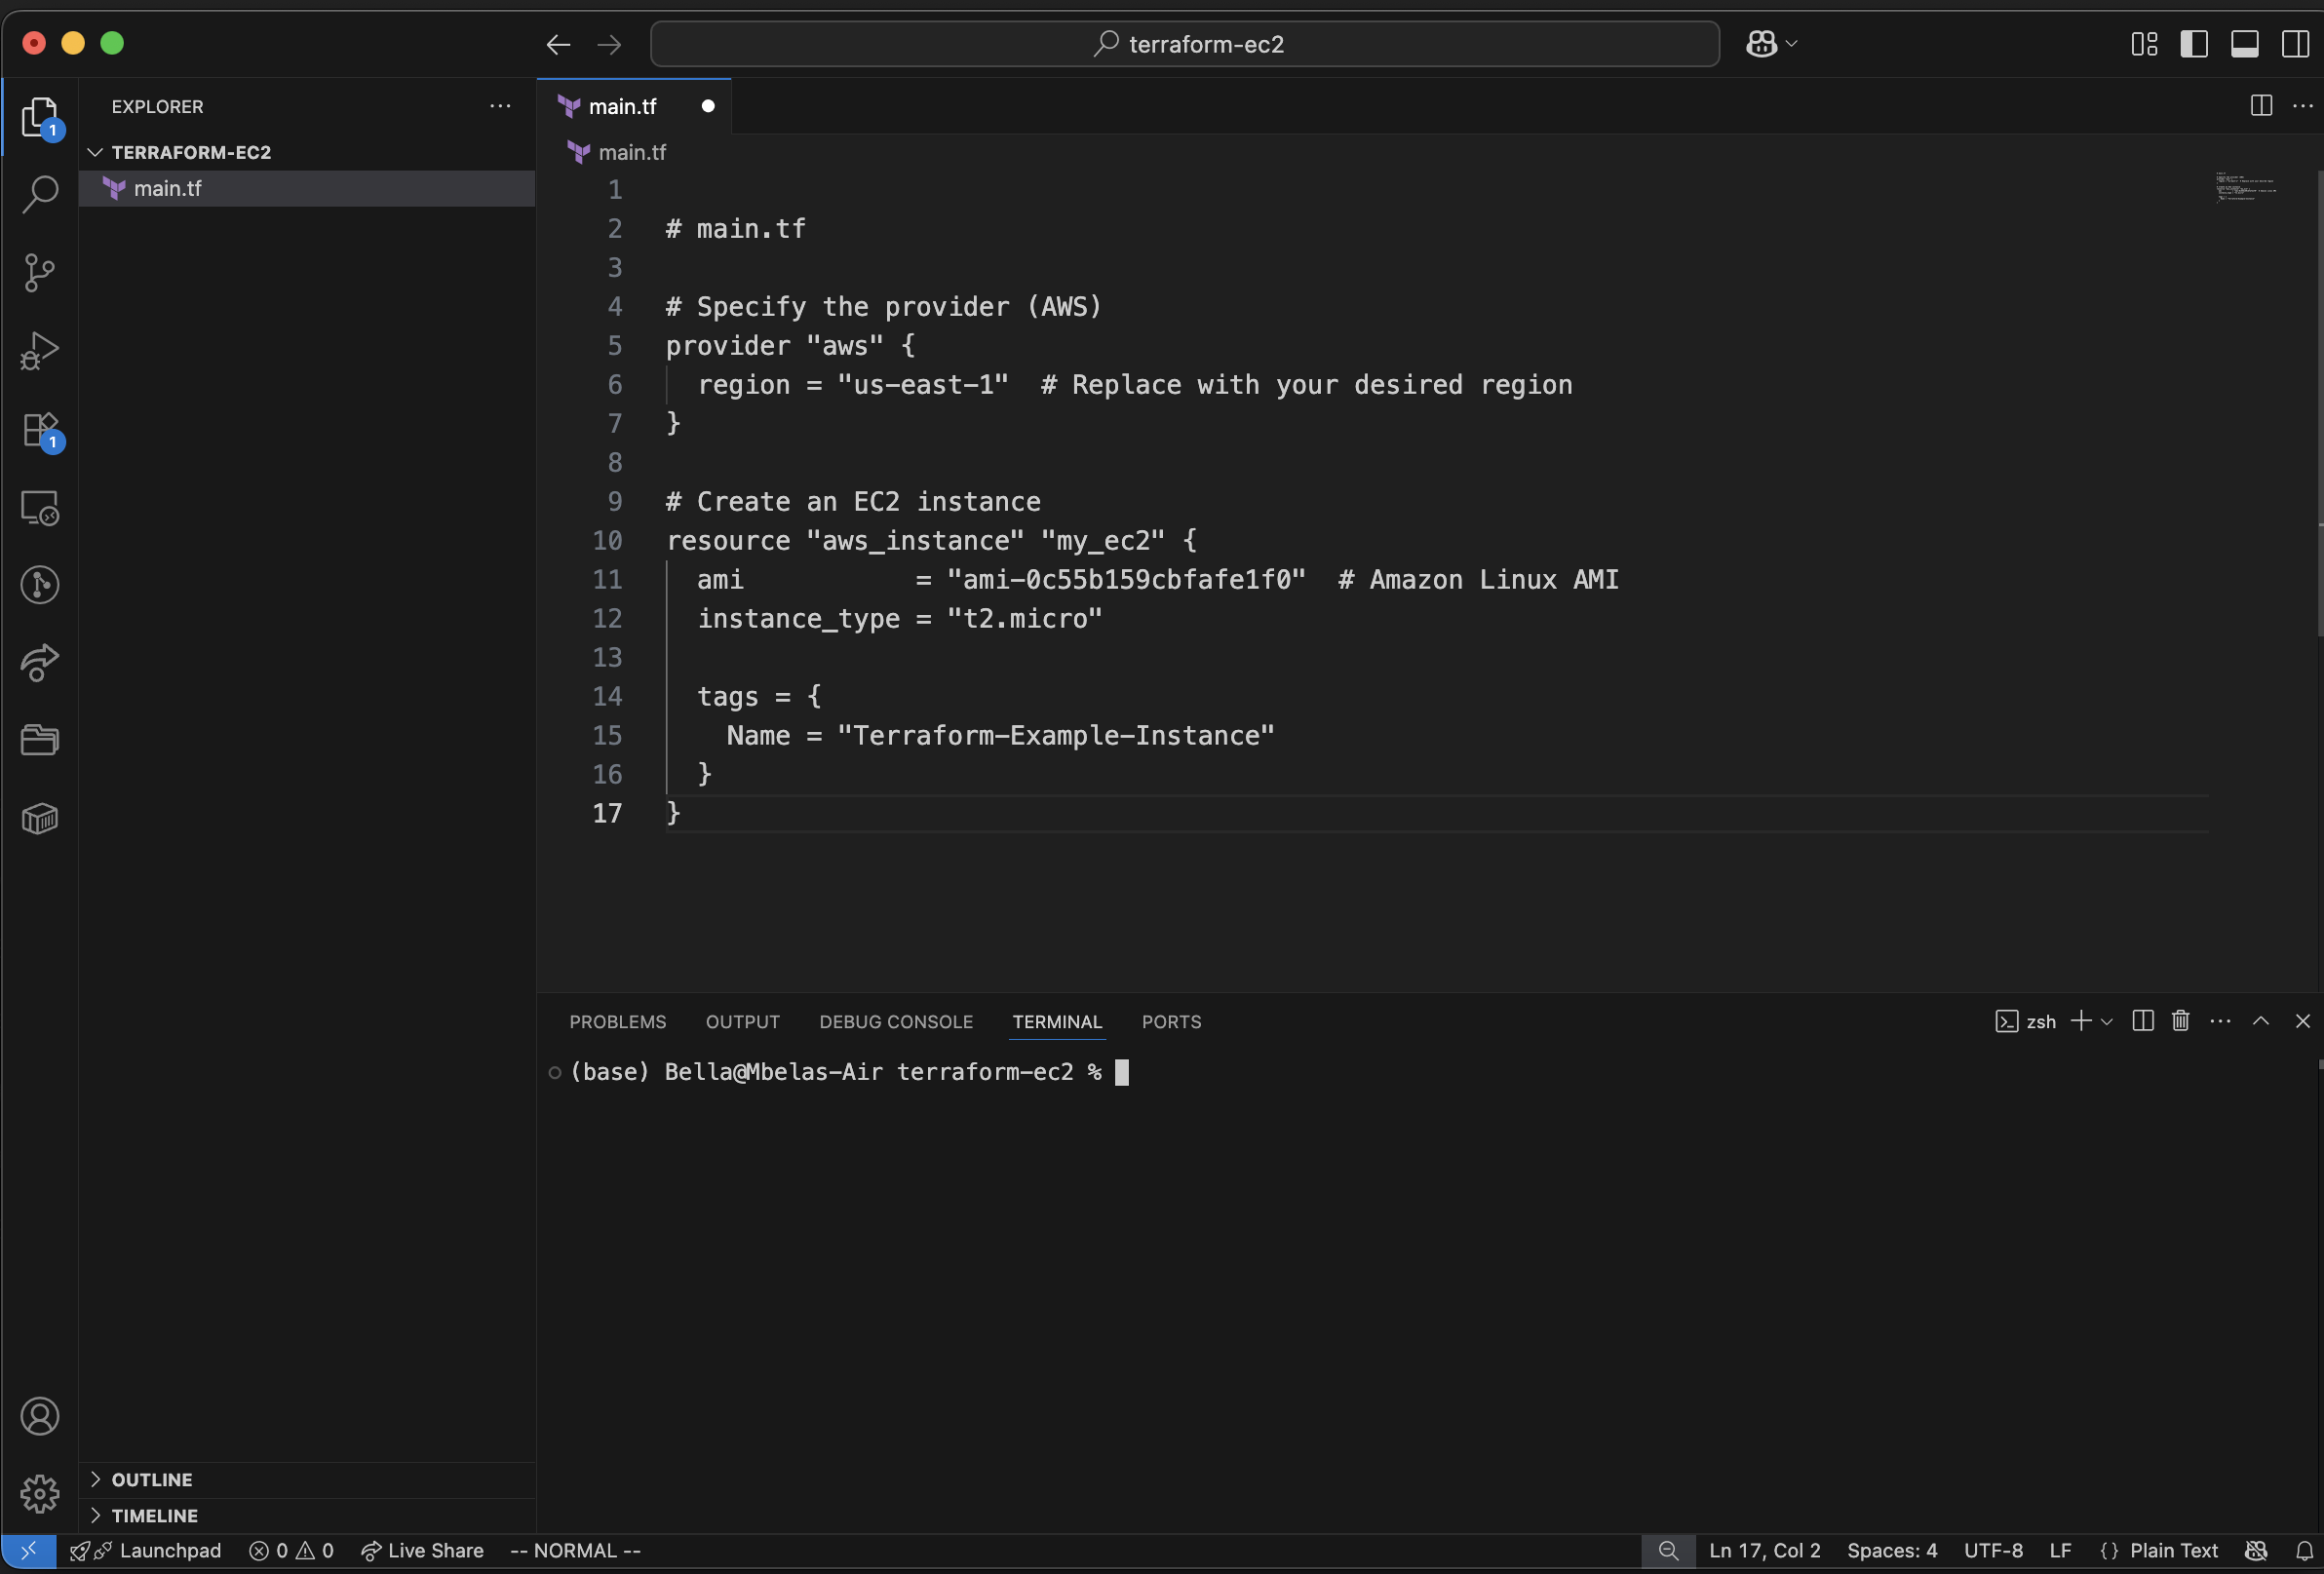 terraform-ec2
EXPLORER
TERRAFORM-EC2
main.tf
OUTLINE
TIMELINE
1
1
main.tf
main.tf
1
2 # main.tf
3
4 # Specify the provider (AWS)
5 provider "aws" {
6   region = "us-east-1"  # Replace with your desired region
7 }
8
9 # Create an EC2 instance
10 resource "aws_instance" "my_ec2" {
11   ami           = "ami-0c55b159cbfafe1f0"  # Amazon Linux AMI
12   instance_type = "t2.micro"
13
14   tags = {
15     Name = "Terraform-Example-Instance"
16   }
17 }
PROBLEMS OUTPUT DEBUG CONSOLE TERMINAL PORTS zsh
(base) Bella@Mbelas-Air terraform-ec2 %
Launchpad 0 0 Live Share -- NORMAL -- Ln 17, Col 2 Spaces: 4 UTF-8 LF {} Plain Text